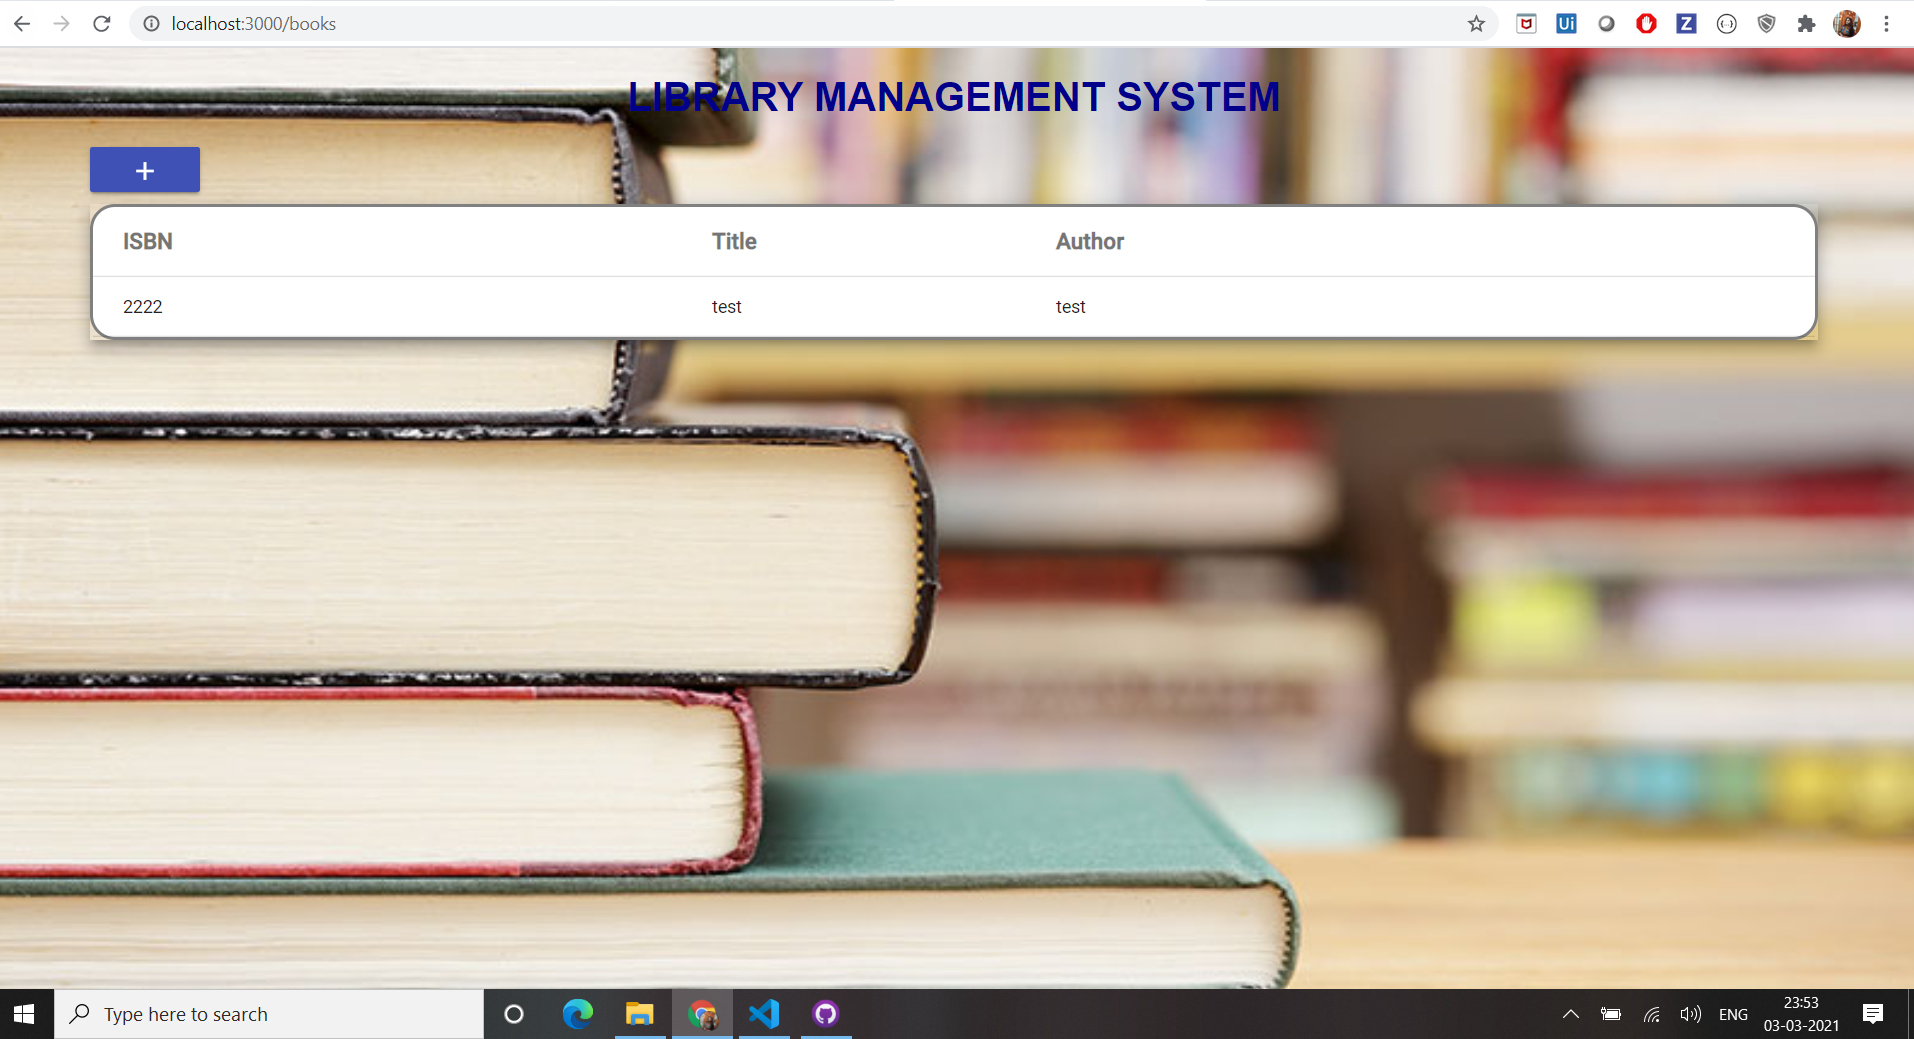 localhost:3000/books
Ui
Z
LIBRARY MANAGEMENT SYSTEM
+
ISBN Title Author
2222 test test
Type here to search
ENG
23:53
03-03-2021